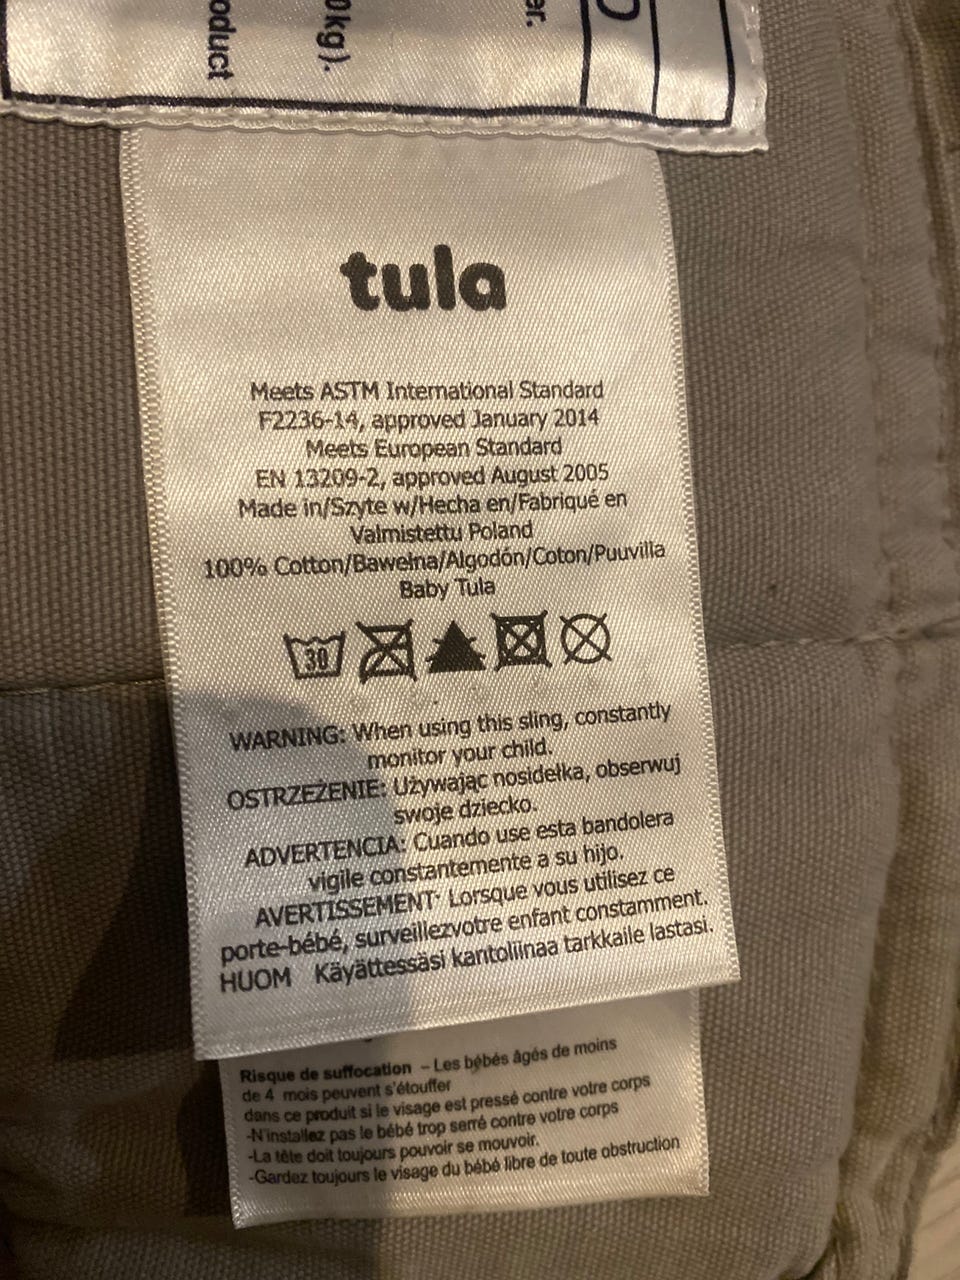 oduct
0kg).
er.
tula
Meets ASTM International Standard
F2236-14, approved January 2014
Meets European Standard
EN 13209-2, approved August 2005
Made in/Szyte w/Hecha en/Fabriqué en
Valmistettu Poland
100% Cotton/Bawełna/Algodón/Coton/Puuvilla
Baby Tula
30
WARNING: When using this sling, constantly
monitor your child.
OSTRZEŻENIE: Używając nosidełka, obserwuj
swoje dziecko.
ADVERTENCIA: Cuando use esta bandolera
vigile constantemente a su hijo.
AVERTISSEMENT: Lorsque vous utilisez ce
porte-bébé, surveillezvotre enfant constamment.
HUOM Käyättessäsi kantoliinaa tarkkaile lastasi.
Risque de suffocation – Les bébés âgés de moins
de 4 mois peuvent s'étouffer
dans ce produit si le visage est pressé contre votre corps
-N'installez pas le bébé trop serré contre votre corps
-La tête doit toujours pouvoir se mouvoir.
-Gardez toujours le visage du bébé libre de toute obstruction